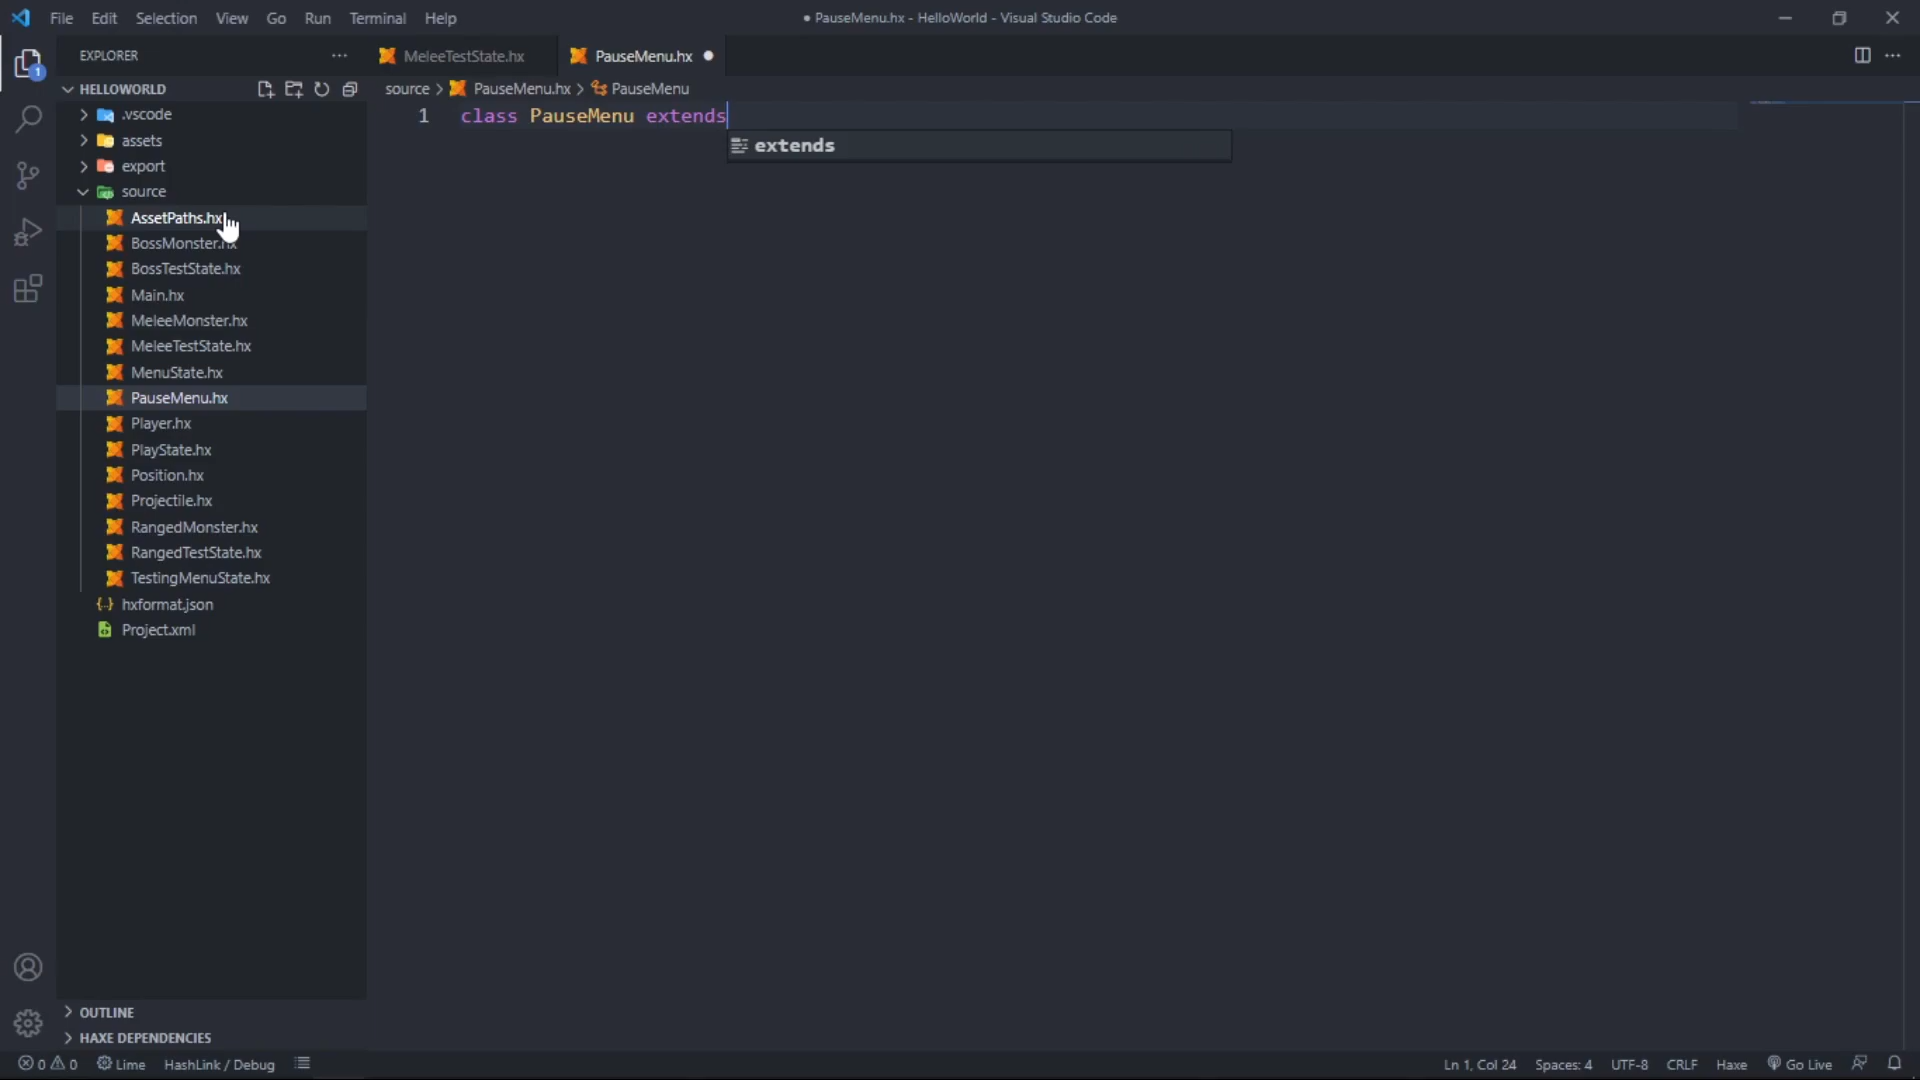 File Edit Selection View Go Run Terminal Help
● PauseMenu.hx - HelloWorld - Visual Studio Code
EXPLORER
MeleeTestState.hx
PauseMenu.hx
1
HELLOWORLD
source > PauseMenu.hx > PauseMenu
.vscode
assets
export
source
AssetPaths.hx
BossMonster.hx
BossTestState.hx
Main.hx
MeleeMonster.hx
MeleeTestState.hx
MenuState.hx
PauseMenu.hx
Player.hx
PlayState.hx
Position.hx
Projectile.hx
RangedMonster.hx
RangedTestState.hx
TestingMenuState.hx
{..} hxformat.json
Project.xml
1 class PauseMenu extends
extends
OUTLINE
HAXE DEPENDENCIES
0 0 Lime HashLink / Debug
Ln 1, Col 24 Spaces: 4 UTF-8 CRLF Haxe Go Live